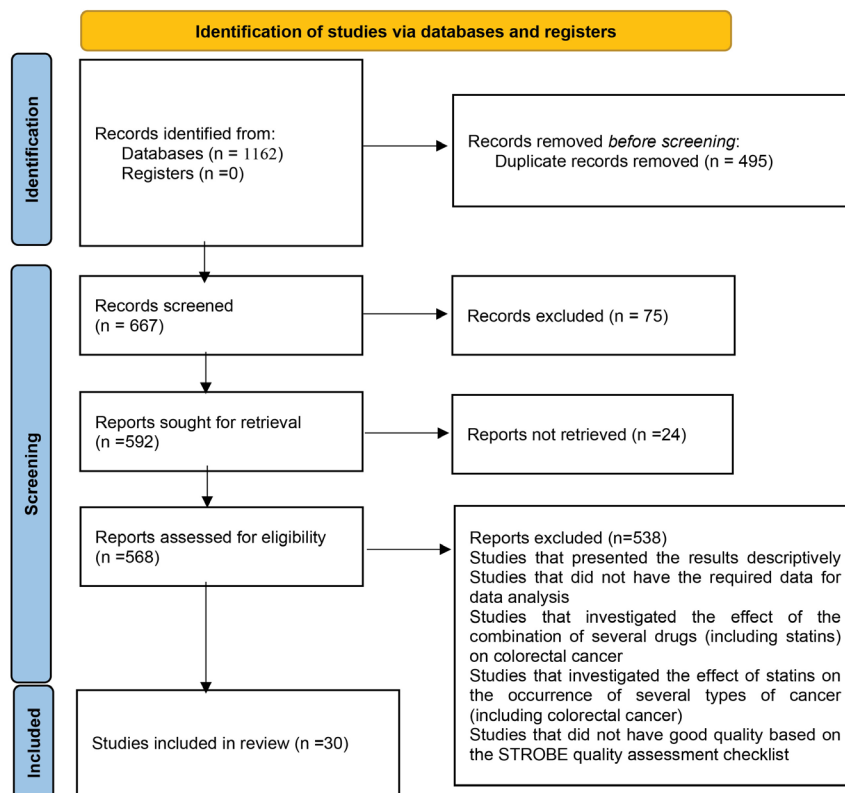 Identification of studies via databases and registers
Identification
Records identified from:
Databases (n = 1162)
Registers (n =0)
Records removed before screening:
Duplicate records removed (n = 495)
Screening
Records screened
(n = 667)
Records excluded (n = 75)
Reports sought for retrieval
(n =592)
Reports not retrieved (n =24)
Reports assessed for eligibility
(n =568)
Reports excluded (n=538)
Studies that presented the results descriptively
Studies that did not have the required data for
data analysis
Studies that investigated the effect of the
combination of several drugs (including statins)
on colorectal cancer
Studies that investigated the effect of statins on
the occurrence of several types of cancer
(including colorectal cancer)
Studies that did not have good quality based on
the STROBE quality assessment checklist
Included
Studies included in review (n =30)